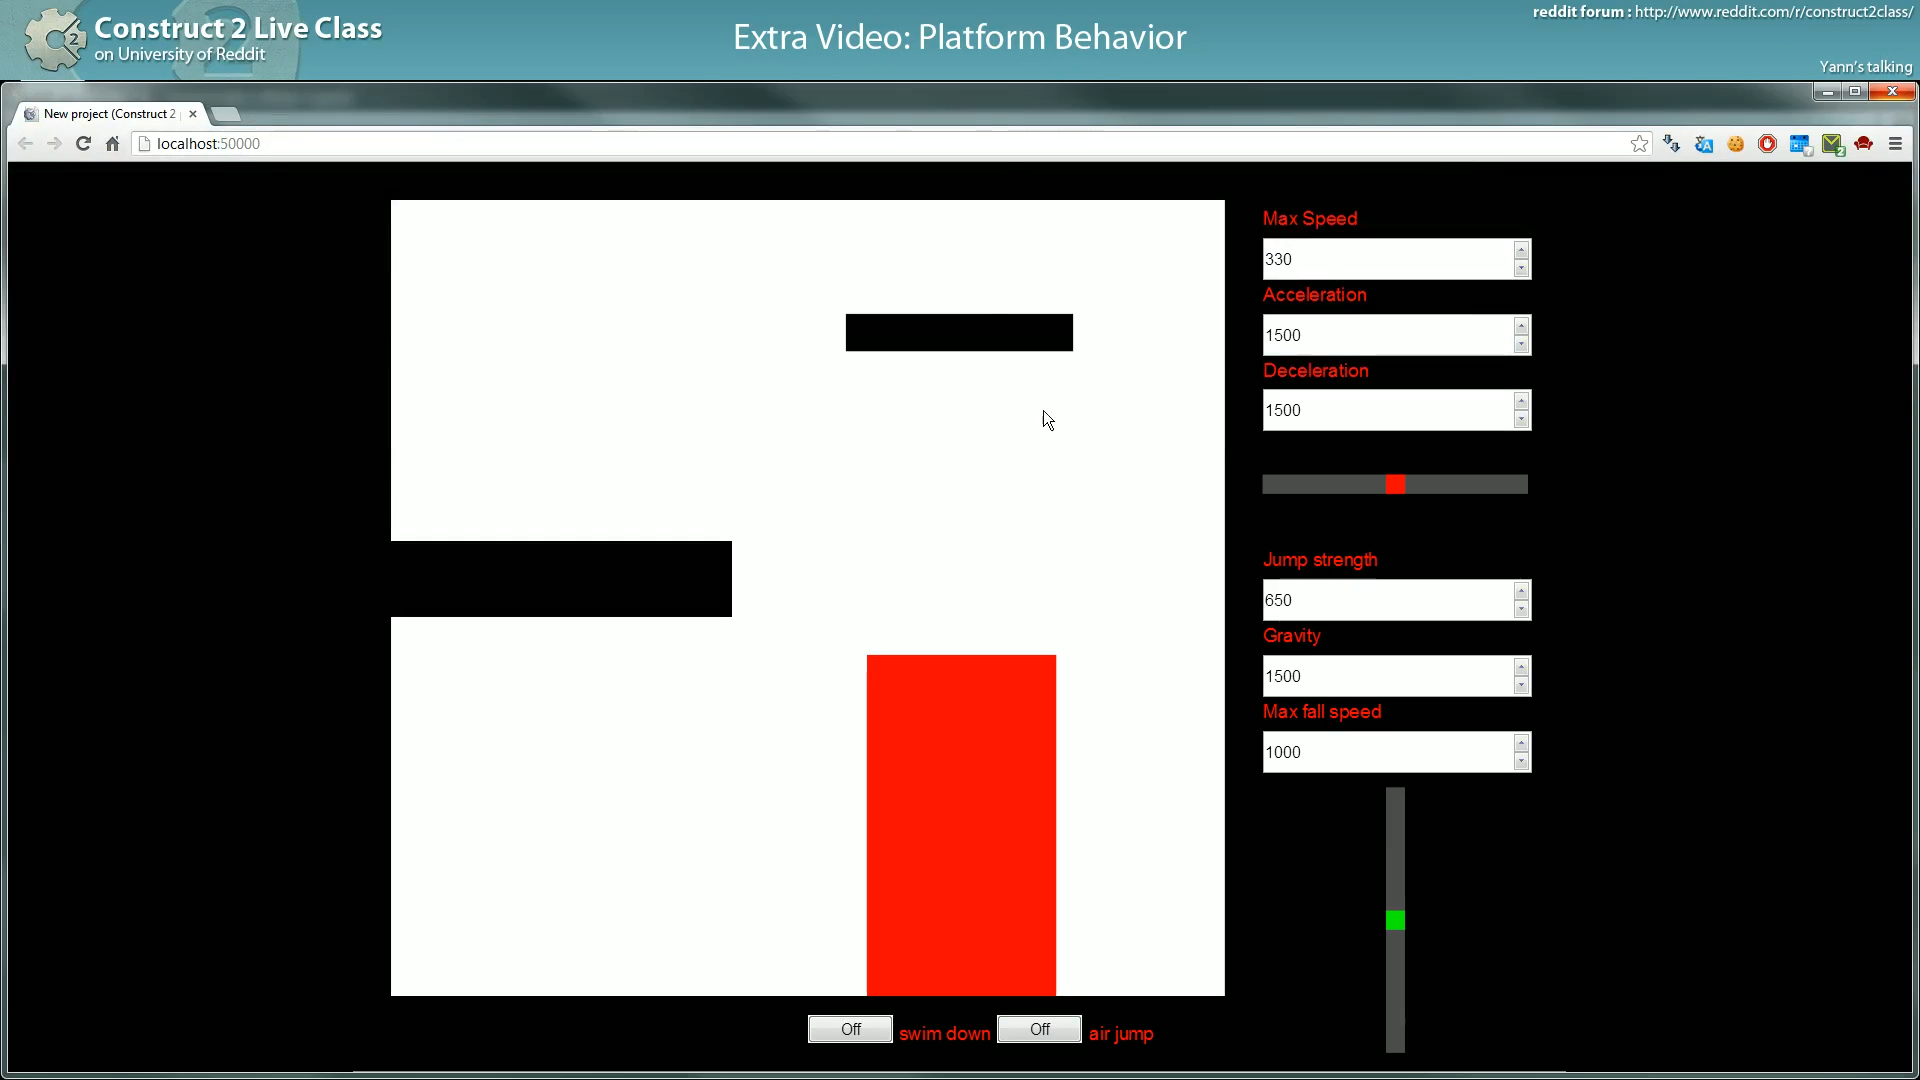 Construct 2 Live Class
on University of Reddit
Extra Video: Platform Behavior
reddit forum : http://www.reddit.com/r/construct2class/
Yann's talking
New project (Construct 2
localhost:50000
Max Speed
330
Acceleration
1500
Deceleration
1500
Jump strength
650
Gravity
1500
Max fall speed
1000
Off swim down Off air jump